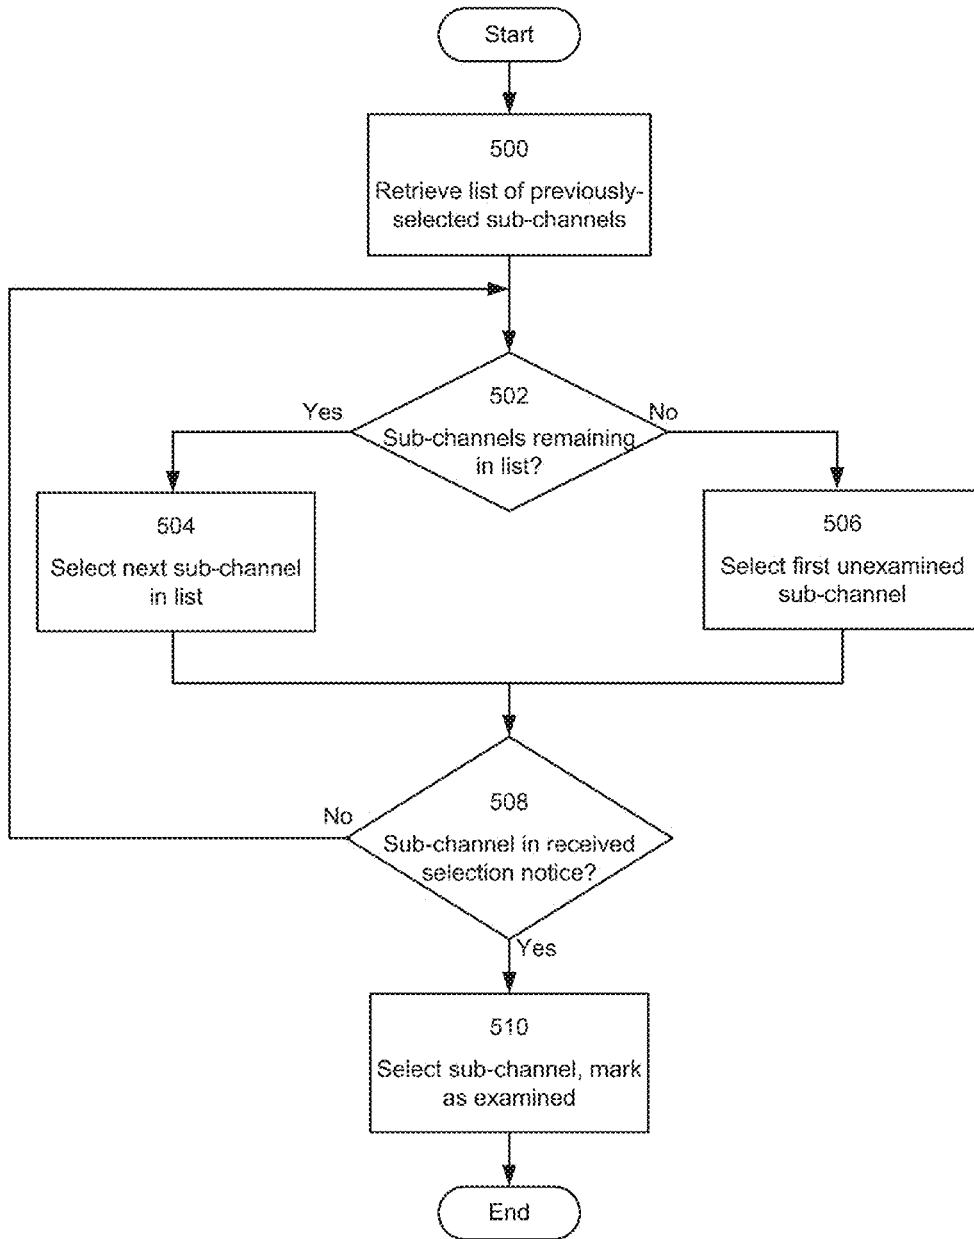 Start
500
Retrieve list of previously-
selected sub-channels
502
Yes
No
Sub-channels remaining
in list?
504
Select next sub-channel
in list
506
Select first unexamined
sub-channel
508
No
Sub-channel in received
selection notice?
Yes
510
Select sub-channel, mark
as examined
End